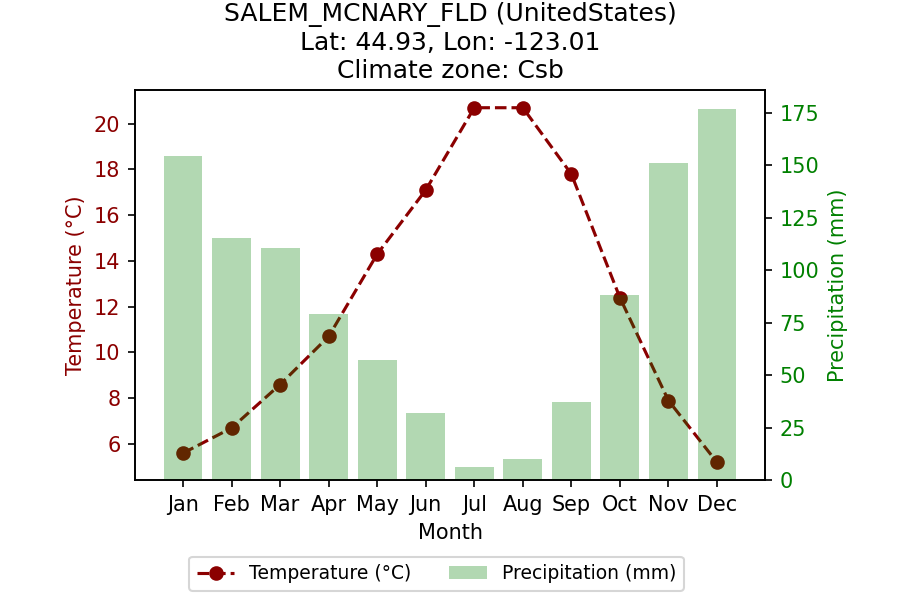 SALEM_MCNARY_FLD (UnitedStates)
Lat: 44.93, Lon: -123.01
Climate zone: Csb
Temperature (°C)
20
18
16
14
12
10
8
6
175
150
125
100
75
50
25
0
Precipitation (mm)
Jan Feb Mar Apr May Jun Jul Aug Sep Oct Nov Dec
Month
Temperature (°C) Precipitation (mm)